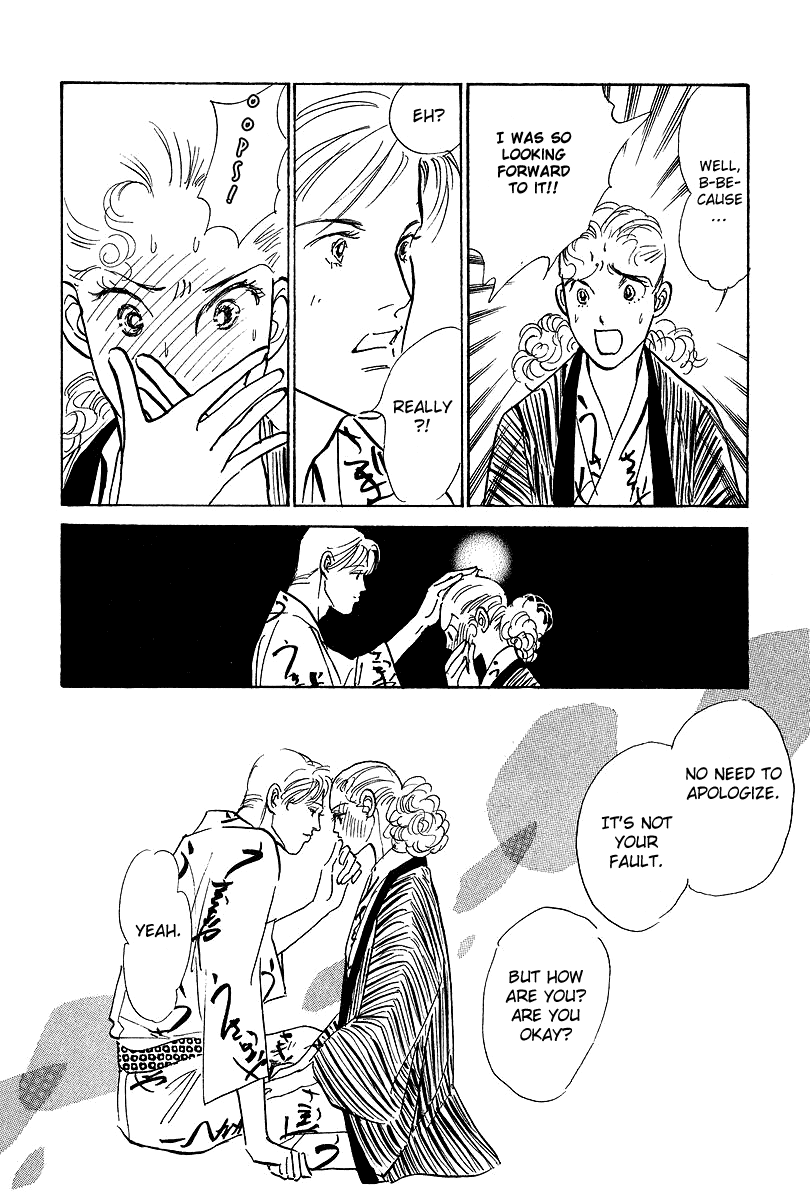 WELL,
B-BE-
CAUSE
...
I WAS SO
LOOKING
FORWARD
TO IT!!
EH?
REALLY
?!
OOPS!
NO NEED TO
APOLOGIZE.
IT'S NOT
YOUR
FAULT.
YEAH.
BUT HOW
ARE YOU?
ARE YOU
OKAY?